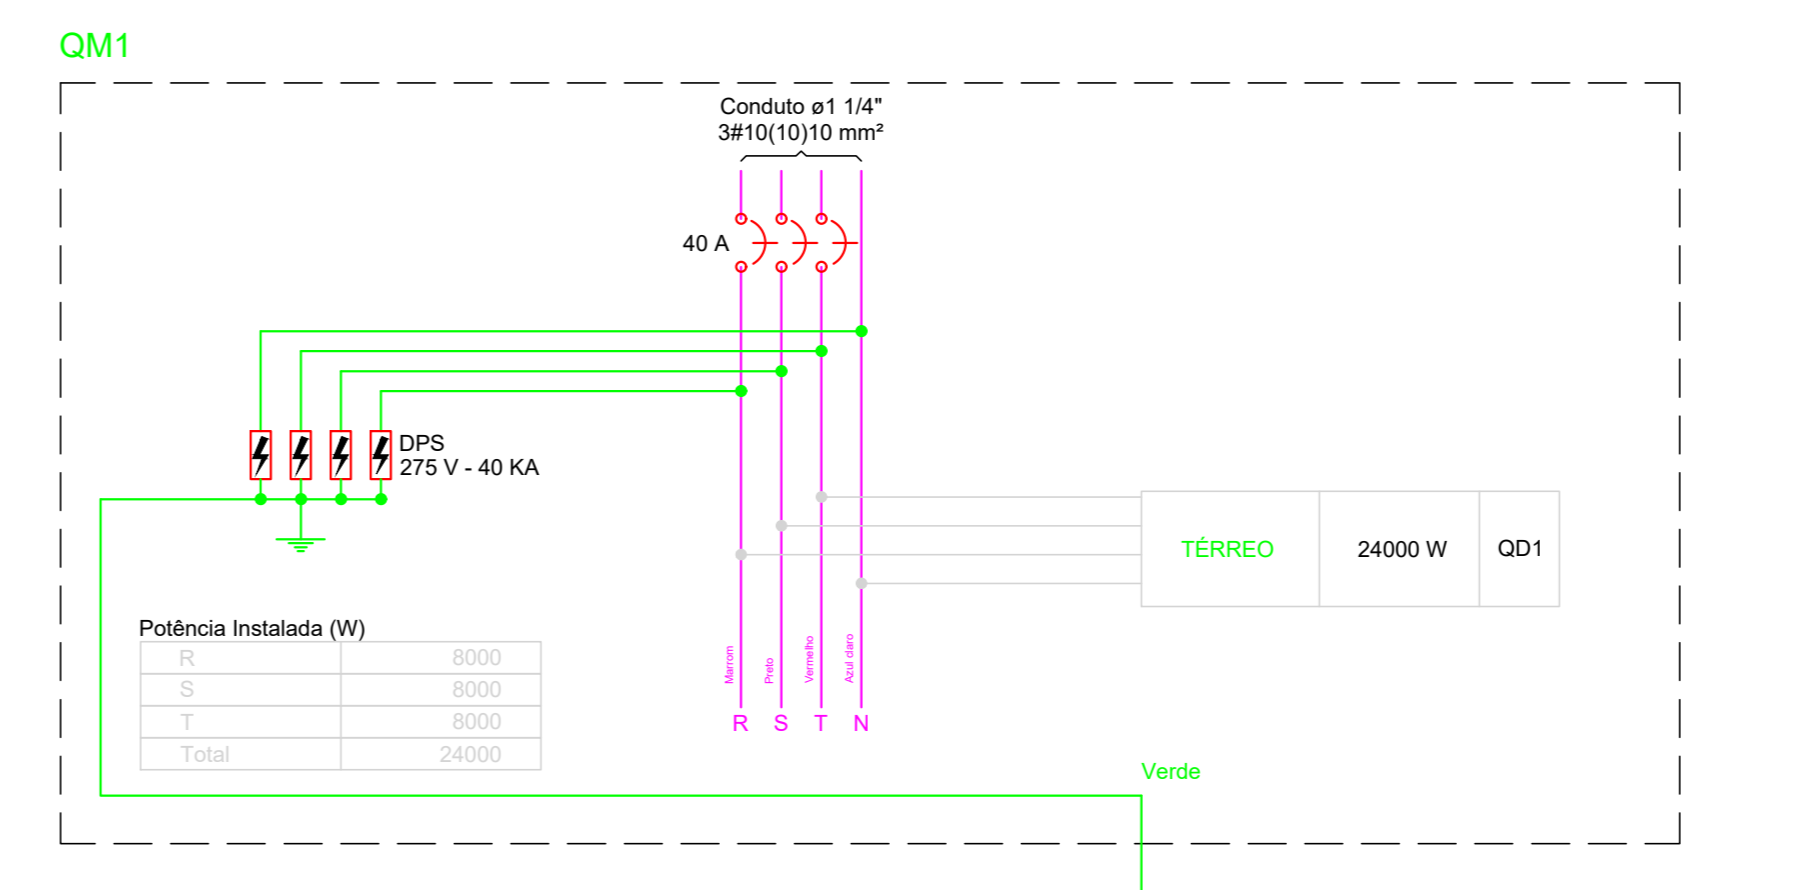 QM1
Conduto ø1 1/4"
3#10(10)10 mm²
40 A
DPS
275 V - 40 KA
TÉRREO 24000 W QD1
Potência Instalada (W)
R 8000
S 8000
T 8000
Total 24000
Marrom
Preto
Vermelho
Azul claro
R S T N
Verde